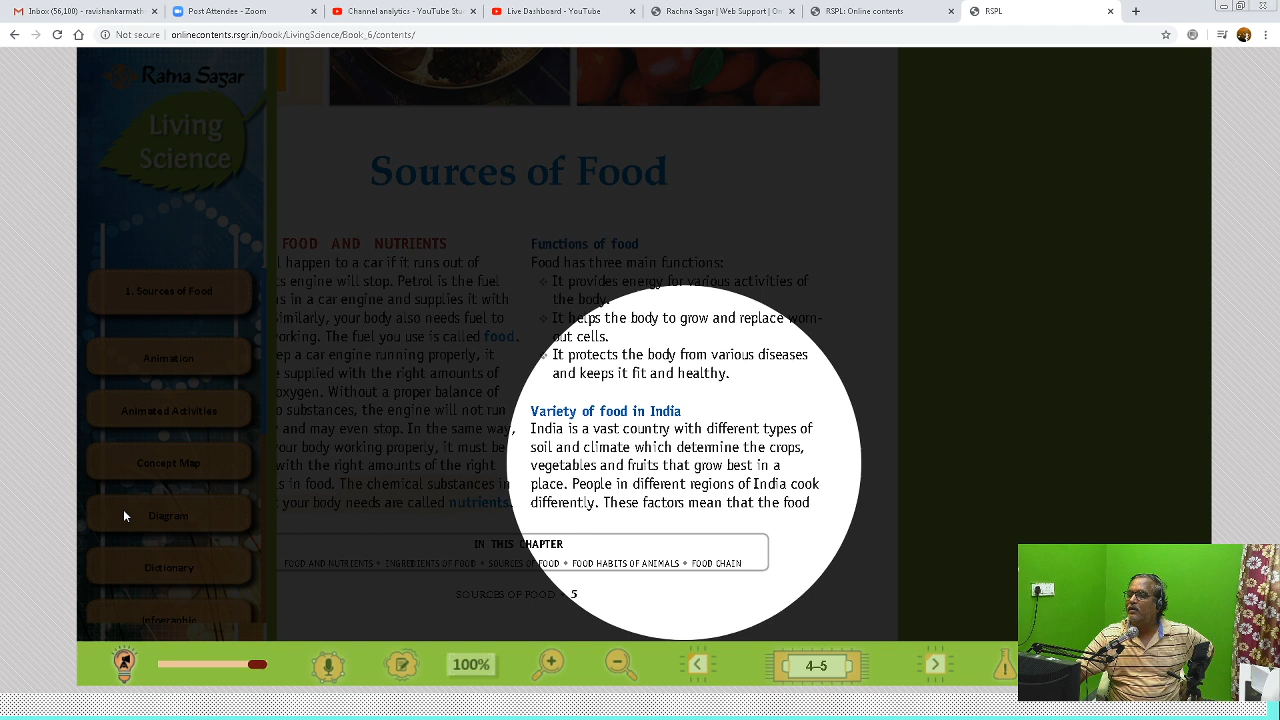 Inbox (56,100) - ravishankarmath
Post Attendee - Zoom
Channel analytics - YouTube Stu
Live Dashboard - YouTube
Rachna Sagar | Web Support | On
RSPL: Online contents
RSPL
Not secure | onlinecontents.rsgr.in/book/LivingScience/Book_6/contents/
Ratna Sagar
Living
Science
1. Sources of Food
Animation
Animated Activities
Concept Map
Diagram
Dictionary
Infographic
Sources of Food
FOOD AND NUTRIENTS
l happen to a car if it runs out of
s engine will stop. Petrol is the fuel
s in a car engine and supplies it with
Similarly, your body also needs fuel to
orking. The fuel you use is called food.
ep a car engine running properly, it
e supplied with the right amounts of
oxygen. Without a proper balance of
o substances, the engine will not run
y and may even stop. In the same way,
your body working properly, it must be
with the right amounts of the right
ls in food. The chemical substances in
t your body needs are called nutrients.
Functions of food
Food has three main functions:
It provides energy for various activities of
the body.
It helps the body to grow and replace worn-
out cells.
It protects the body from various diseases
and keeps it fit and healthy.
Variety of food in India
India is a vast country with different types of
soil and climate which determine the crops,
vegetables and fruits that grow best in a
place. People in different regions of India cook
differently. These factors mean that the food
IN THIS CHAPTER
FOOD AND NUTRIENTS • INGREDIENTS OF FOOD • SOURCES OF FOOD • FOOD HABITS OF ANIMALS • FOOD CHAIN
SOURCES OF FOOD • 5
100%
4–5